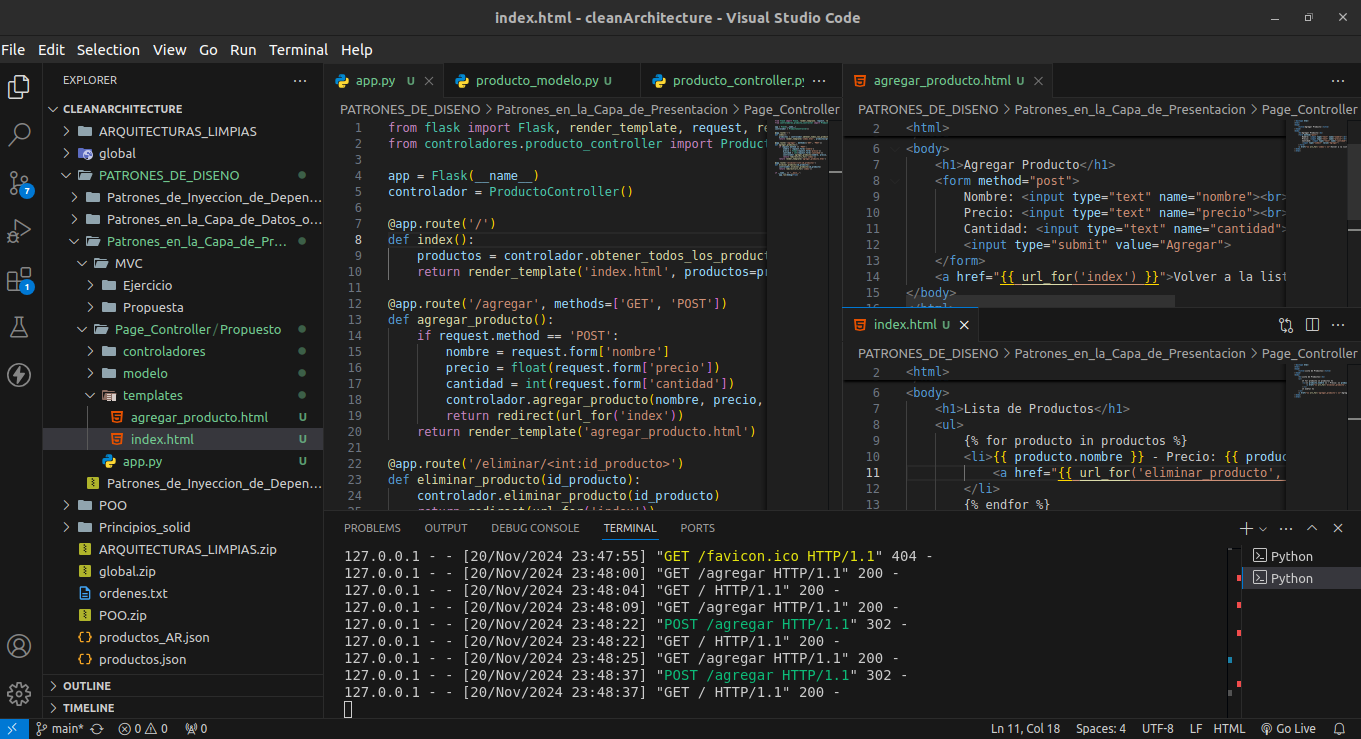 index.html - cleanArchitecture - Visual Studio Code
File Edit Selection View Go Run Terminal Help
EXPLORER
CLEANARCHITECTURE
ARQUITECTURAS_LIMPIAS
global
PATRONES_DE_DISENO
Patrones_de_Inyeccion_de_Depen...
Patrones_en_la_Capa_de_Datos_o...
Patrones_en_la_Capa_de_Pr...
MVC
Ejercicio
Propuesta
Page_Controller/Propuesto
controladores
modelo
templates
agregar_producto.html U
index.html U
app.py U
Patrones_de_Inyeccion_de_Depen...
POO
Principios_solid
ARQUITECTURAS_LIMPIAS.zip
global.zip
ordenes.txt
POO.zip
productos_AR.json
productos.json
OUTLINE
TIMELINE
7
1
app.py U
producto_modelo.py U
producto_controller.py
PATRONES_DE_DISENO > Patrones_en_la_Capa_de_Presentacion > Page_Controller
1 from flask import Flask, render_template, request, re
2 from controladores.producto_controller import Product
3
4 app = Flask(__name__)
5 controlador = ProductoController()
6
7 @app.route('/')
8 def index():
9 productos = controlador.obtener_todos_los_product
10 return render_template('index.html', productos=pr
11
12 @app.route('/agregar', methods=['GET', 'POST'])
13 def agregar_producto():
14 if request.method == 'POST':
15 nombre = request.form['nombre']
16 precio = float(request.form['precio'])
17 cantidad = int(request.form['cantidad'])
18 controlador.agregar_producto(nombre, precio,
19 return redirect(url_for('index'))
20 return render_template('agregar_producto.html')
21
22 @app.route('/eliminar/<int:id_producto>')
23 def eliminar_producto(id_producto):
24 controlador.eliminar_producto(id_producto)
25 return redirect(url_for('index'))
agregar_producto.html U
PATRONES_DE_DISENO > Patrones_en_la_Capa_de_Presentacion > Page_Controller
2 <html>
6 <body>
7 <h1>Agregar Producto</h1>
8 <form method="post">
9 Nombre: <input type="text" name="nombre"><br>
10 Precio: <input type="text" name="precio"><br>
11 Cantidad: <input type="text" name="cantidad">
12 <input type="submit" value="Agregar">
13 </form>
14 <a href="{{ url_for('index') }}">Volver a la list
15 </body>
16 </html>
index.html U
PATRONES_DE_DISENO > Patrones_en_la_Capa_de_Presentacion > Page_Controller
2 <html>
6 <body>
7 <h1>Lista de Productos</h1>
8 <ul>
9 {% for producto in productos %}
10 <li>{{ producto.nombre }} - Precio: {{ produc
11 <a href="{{ url_for('eliminar_producto',
12 </li>
13 {% endfor %}
PROBLEMS OUTPUT DEBUG CONSOLE TERMINAL PORTS
127.0.0.1 - - [20/Nov/2024 23:47:55] "GET /favicon.ico HTTP/1.1" 404 -
127.0.0.1 - - [20/Nov/2024 23:48:00] "GET /agregar HTTP/1.1" 200 -
127.0.0.1 - - [20/Nov/2024 23:48:04] "GET / HTTP/1.1" 200 -
127.0.0.1 - - [20/Nov/2024 23:48:09] "GET /agregar HTTP/1.1" 200 -
127.0.0.1 - - [20/Nov/2024 23:48:22] "POST /agregar HTTP/1.1" 302 -
127.0.0.1 - - [20/Nov/2024 23:48:22] "GET / HTTP/1.1" 200 -
127.0.0.1 - - [20/Nov/2024 23:48:25] "GET /agregar HTTP/1.1" 200 -
127.0.0.1 - - [20/Nov/2024 23:48:37] "POST /agregar HTTP/1.1" 302 -
127.0.0.1 - - [20/Nov/2024 23:48:37] "GET / HTTP/1.1" 200 -
Python
Python
main* 0 0 0 Ln 11, Col 18 Spaces: 4 UTF-8 LF HTML Go Live